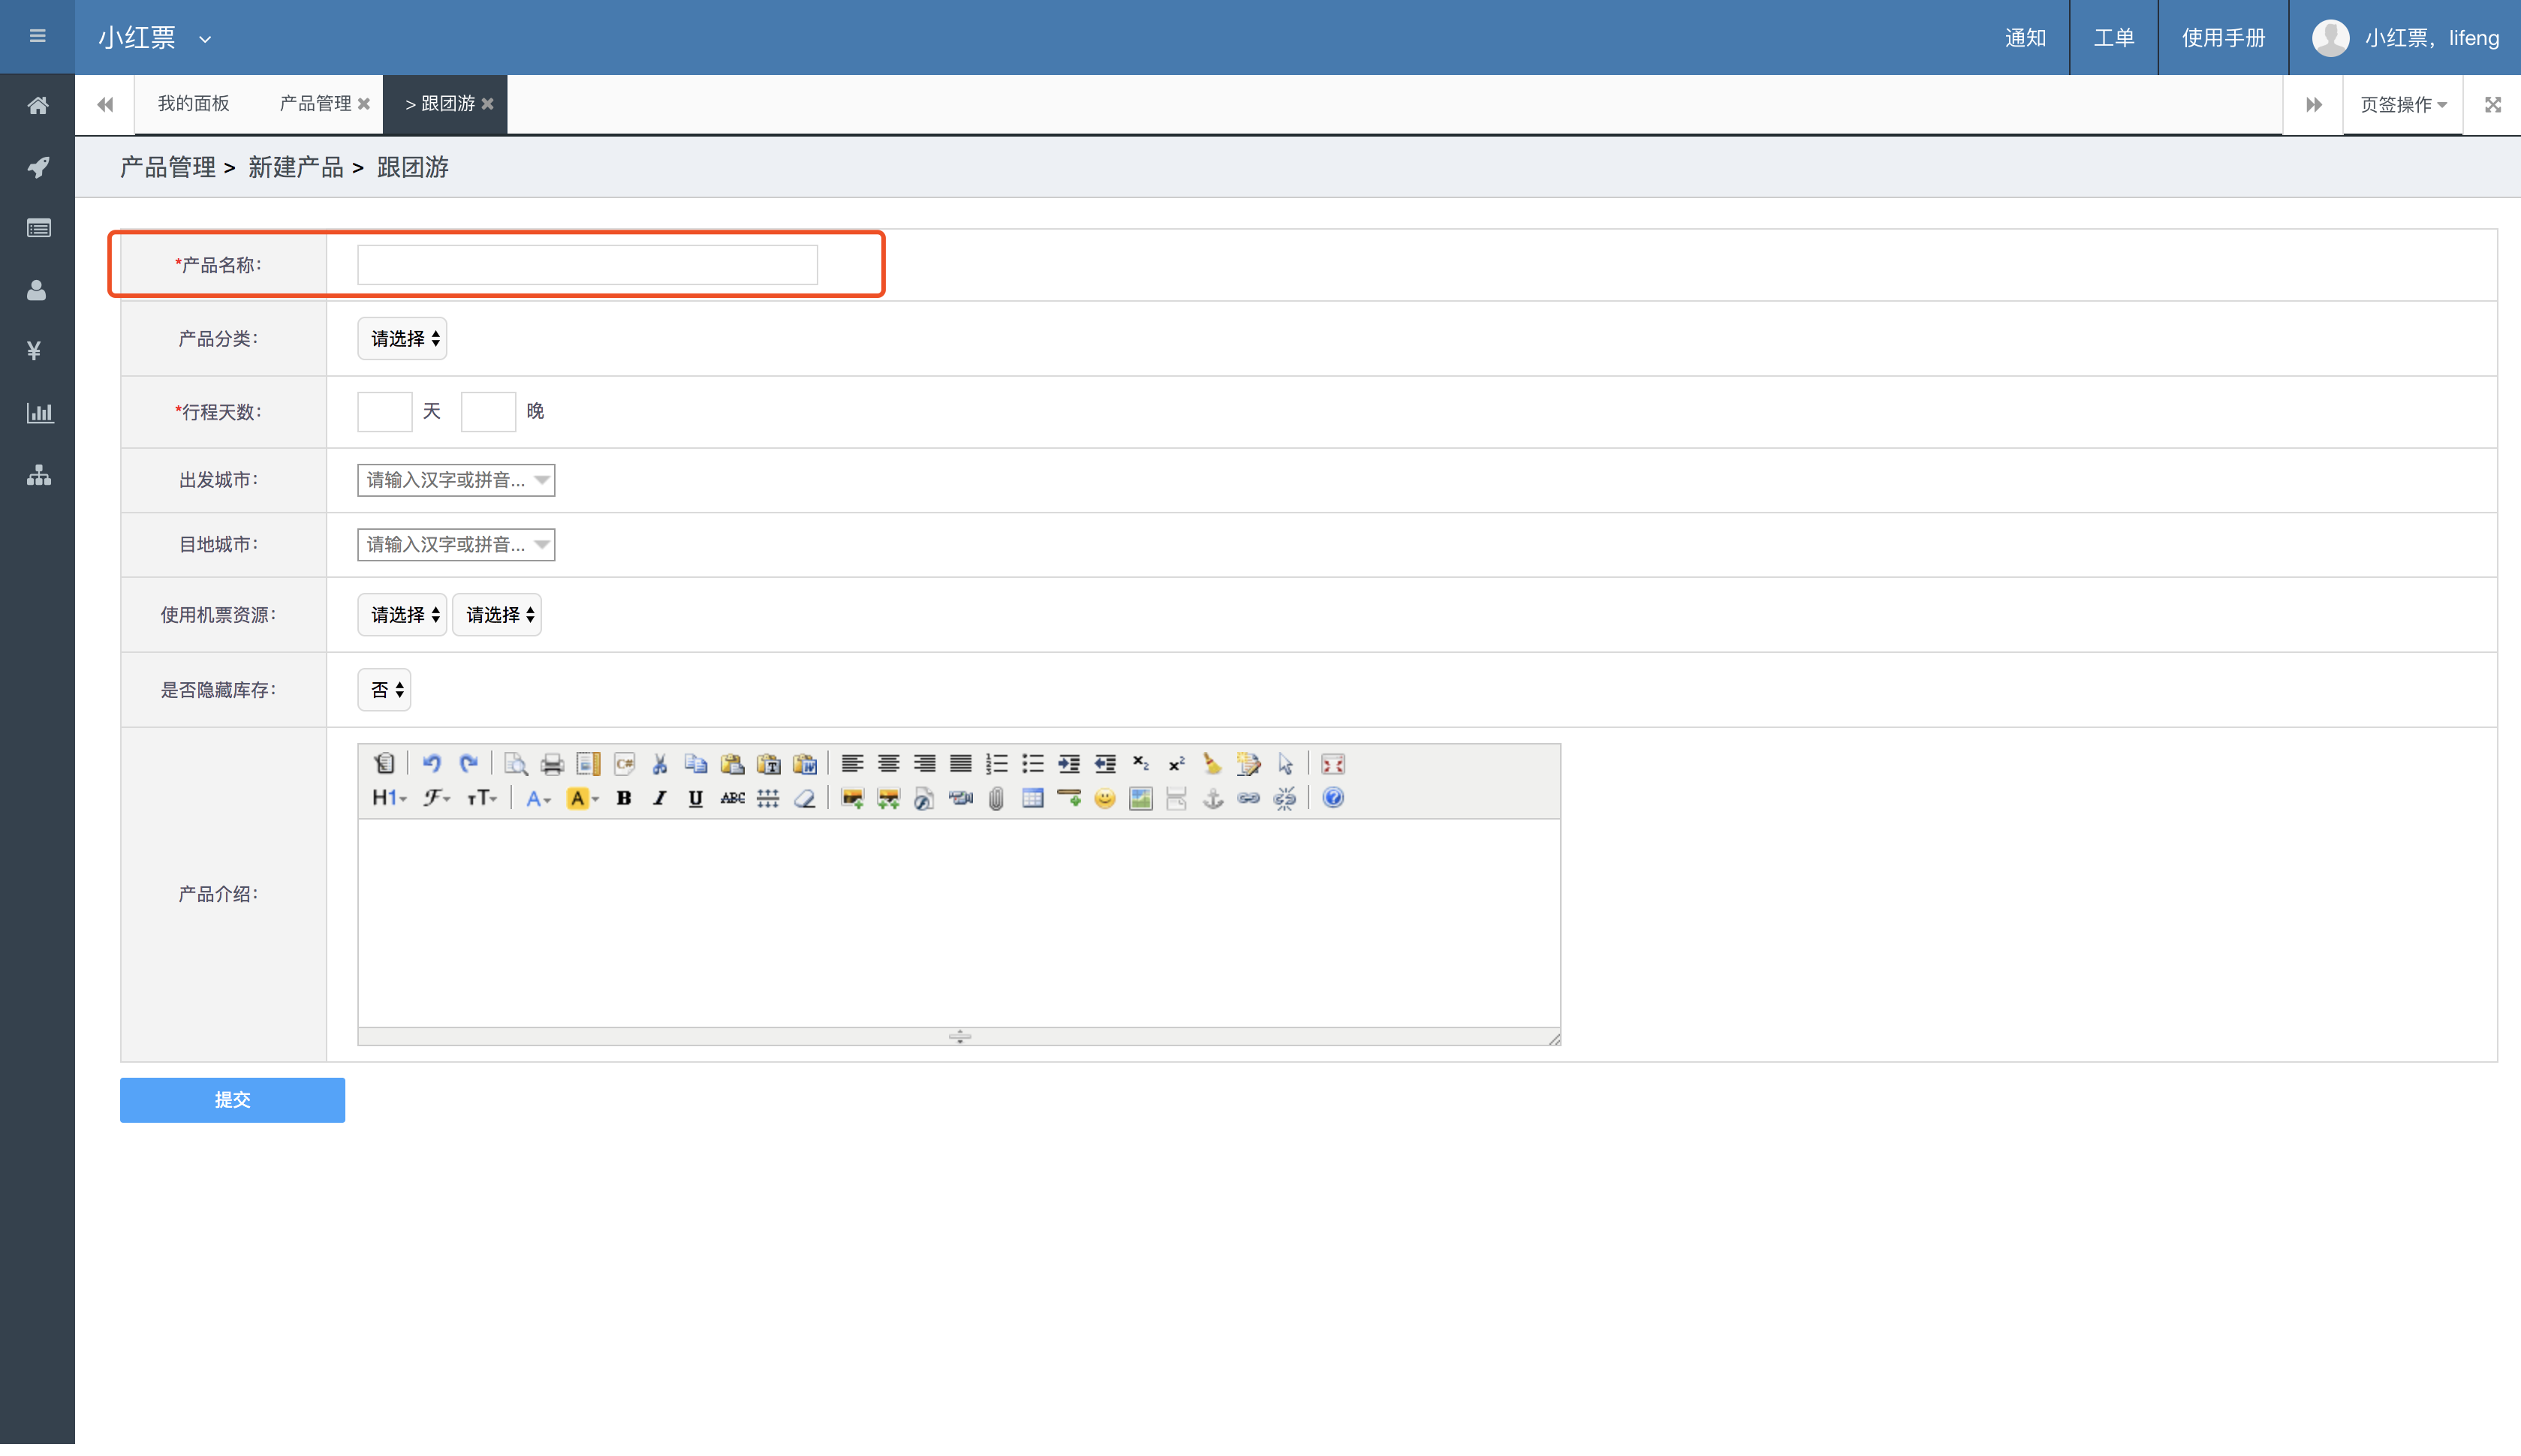 小红票
通知
工单
使用手册
小红票，lifeng
我的面板
产品管理
> 跟团游
页签操作
产品管理 > 新建产品 > 跟团游
*产品名称：
产品分类：
请选择
*行程天数：
天
晚
出发城市：
请输入汉字或拼音...
目地城市：
请输入汉字或拼音...
使用机票资源：
请选择
请选择
是否隐藏库存：
否
产品介绍：
提交